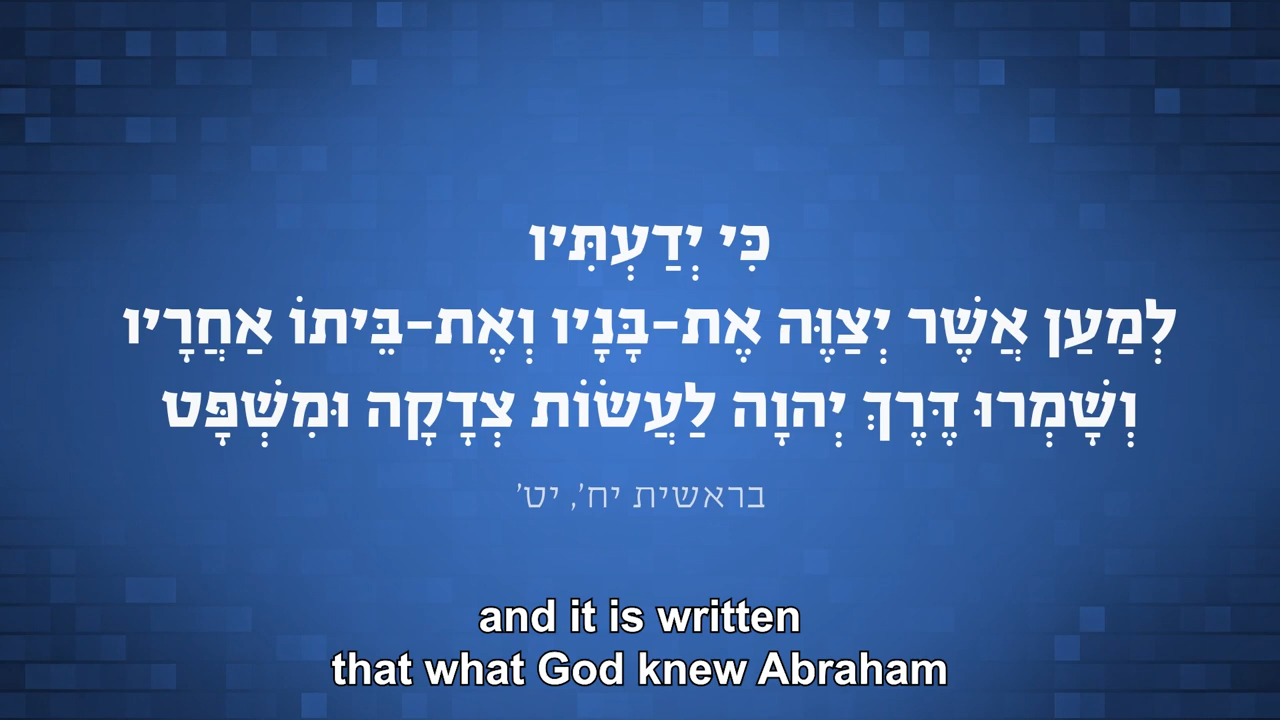 כִּי יְדַעְתִּיו
לְמַעַן אֲשֶׁר יְצַוֶּה אֶת-בָּנָיו וְאֶת-בֵּיתוֹ אַחֲרָיו
וְשָׁמְרוּ דֶּרֶךְ יְהוָה לַעֲשׂוֹת צְדָקָה וּמִשְׁפָּט
בראשית יח', יט'
and it is written
that what God knew Abraham